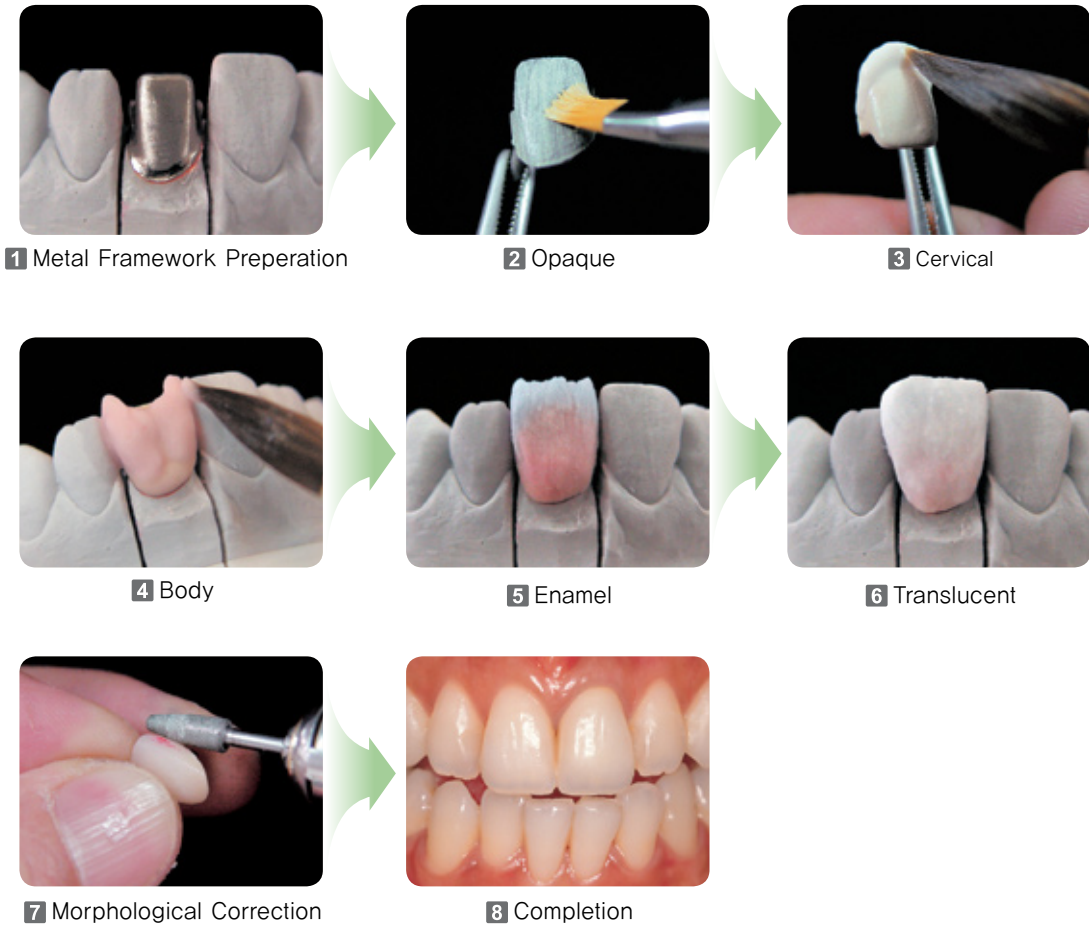 1 Metal Framework Preperation
2 Opaque
3 Cervical
4 Body
5 Enamel
6 Translucent
7 Morphological Correction
8 Completion